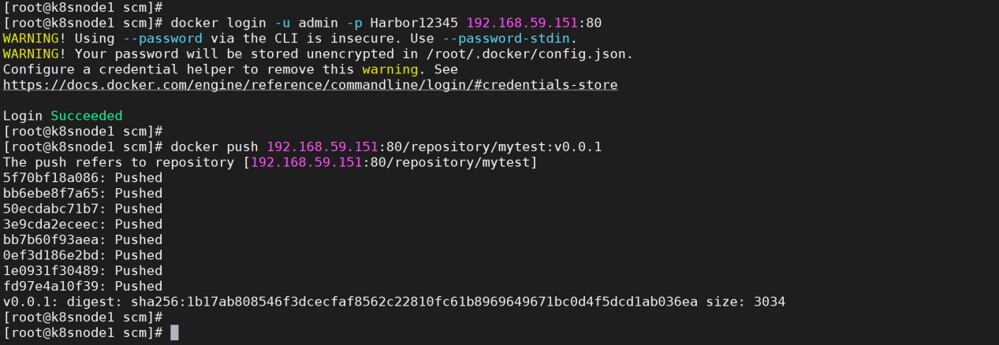 [root@k8snode1 scm]#
[root@k8snode1 scm]# docker login -u admin -p Harbor12345 192.168.59.151:80
WARNING! Using --password via the CLI is insecure. Use --password-stdin.
WARNING! Your password will be stored unencrypted in /root/.docker/config.json.
Configure a credential helper to remove this warning. See
https://docs.docker.com/engine/reference/commandline/login/#credentials-store
Login Succeeded
[root@k8snode1 scm]#
[root@k8snode1 scm]# docker push 192.168.59.151:80/repository/mytest:v0.0.1
The push refers to repository [192.168.59.151:80/repository/mytest]
5f70bf18a086: Pushed
bb6ebe8f7a65: Pushed
50ecdabc71b7: Pushed
3e9cda2eceec: Pushed
bb7b60f93aea: Pushed
0ef3d186e2bd: Pushed
1e0931f30489: Pushed
fd97e4a10f39: Pushed
v0.0.1: digest: sha256:1b17ab808546f3dcecfaf8562c22810fc61b8969649671bc0d4f5dcd1ab036ea size: 3034
[root@k8snode1 scm]#
[root@k8snode1 scm]#